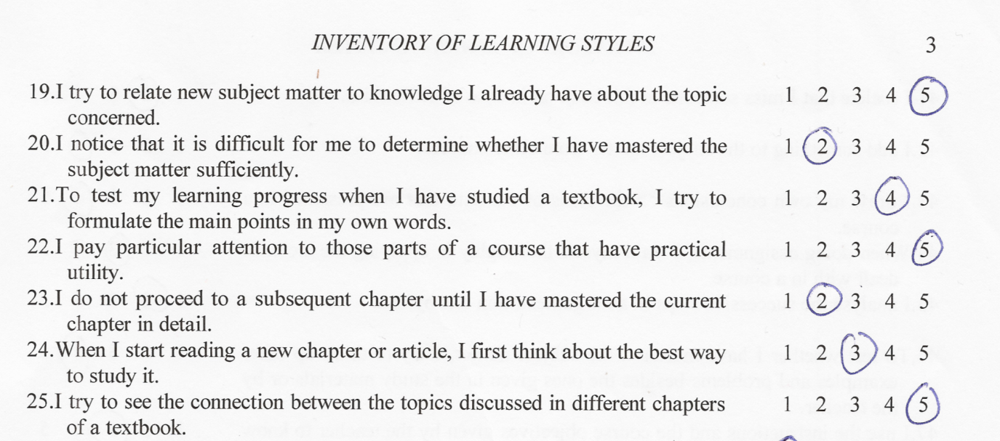 INVENTORY OF LEARNING STYLES 3
19.I try to relate new subject matter to knowledge I already have about the topic 1 2 3 4 5
concerned.
20.I notice that it is difficult for me to determine whether I have mastered the 1 2 3 4 5
subject matter sufficiently.
21.To test my learning progress when I have studied a textbook, I try to 1 2 3 4 5
formulate the main points in my own words.
22.I pay particular attention to those parts of a course that have practical 1 2 3 4 5
utility.
23.I do not proceed to a subsequent chapter until I have mastered the current 1 2 3 4 5
chapter in detail.
24.When I start reading a new chapter or article, I first think about the best way 1 2 3 4 5
to study it.
25.I try to see the connection between the topics discussed in different chapters 1 2 3 4 5
of a textbook.